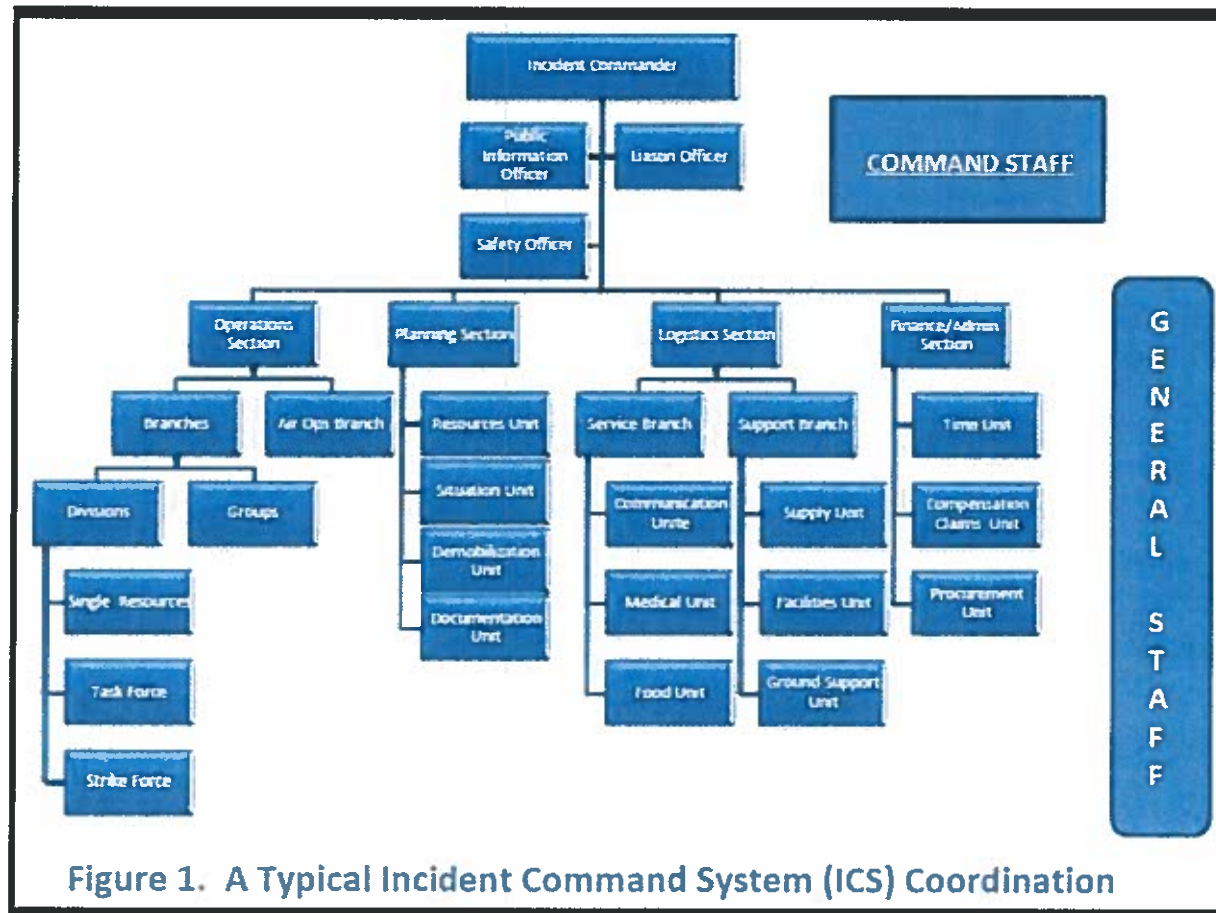 Incident Commander
Public
Information
Officer
Liason Officer
COMMAND STAFF
Safety Officer
Operations
Section
Planning Section
Logistics Section
Finance/Admin
Section
Branches
Air Ops Branch
Resources Unit
Service Branch
Support Branch
Time Unit
Divisions
Groups
Situation Unit
Communication
Unite
Supply Unit
Compensation
Claims Unit
Single Resources
Demobilization
Unit
Medical Unit
Facilities Unit
Procurement
Unit
Documentation
Unit
Task Force
Food Unit
Ground Support
Unit
Strike Force
G
E
N
E
R
A
L
S
T
A
F
F
Figure 1. A Typical Incident Command System (ICS) Coordination